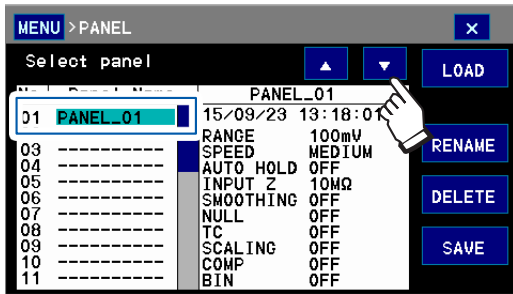 MENU > PANEL
×
Select panel
▲ ▼
LOAD
No Panel Name
01 PANEL_01
03 ----------
04 ----------
05 ----------
06 ----------
07 ----------
08 ----------
09 ----------
10 ----------
11 ----------
PANEL_01
15/09/23 13:18:01
RANGE 100mV
SPEED MEDIUM
AUTO HOLD OFF
INPUT Z 10MΩ
SMOOTHING OFF
NULL OFF
TC OFF
SCALING OFF
COMP OFF
BIN OFF
RENAME
DELETE
SAVE